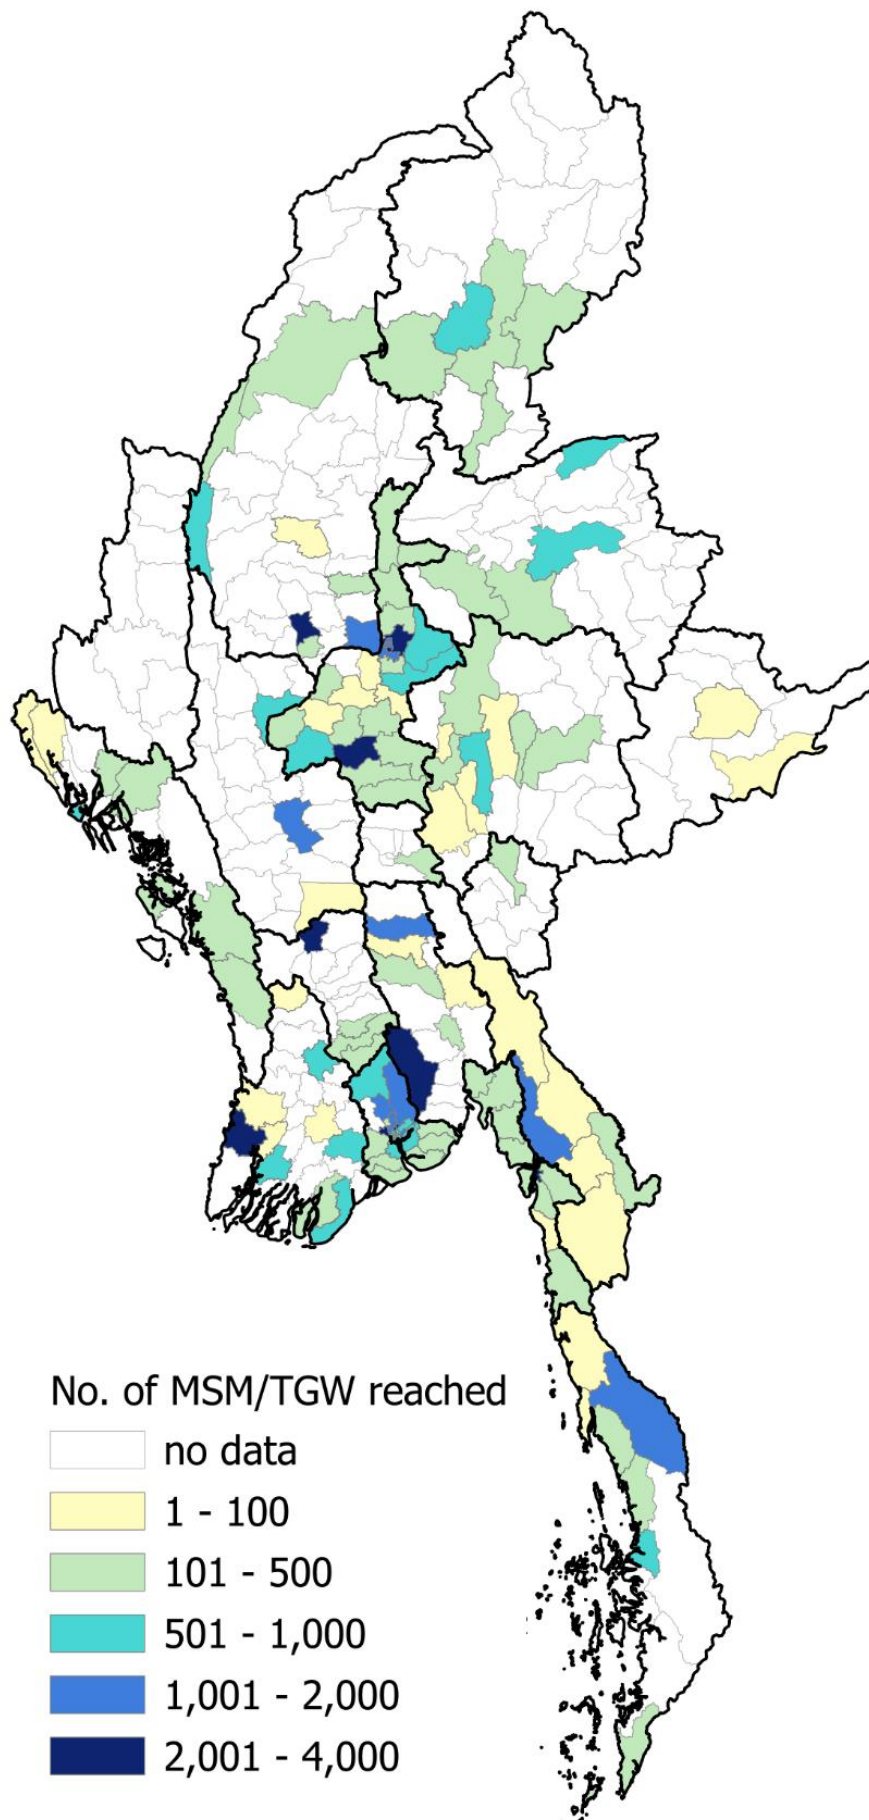 No. of MSM/TGW reached
no data
1 - 100
101 - 500
501 - 1,000
1,001 - 2,000
2,001 - 4,000